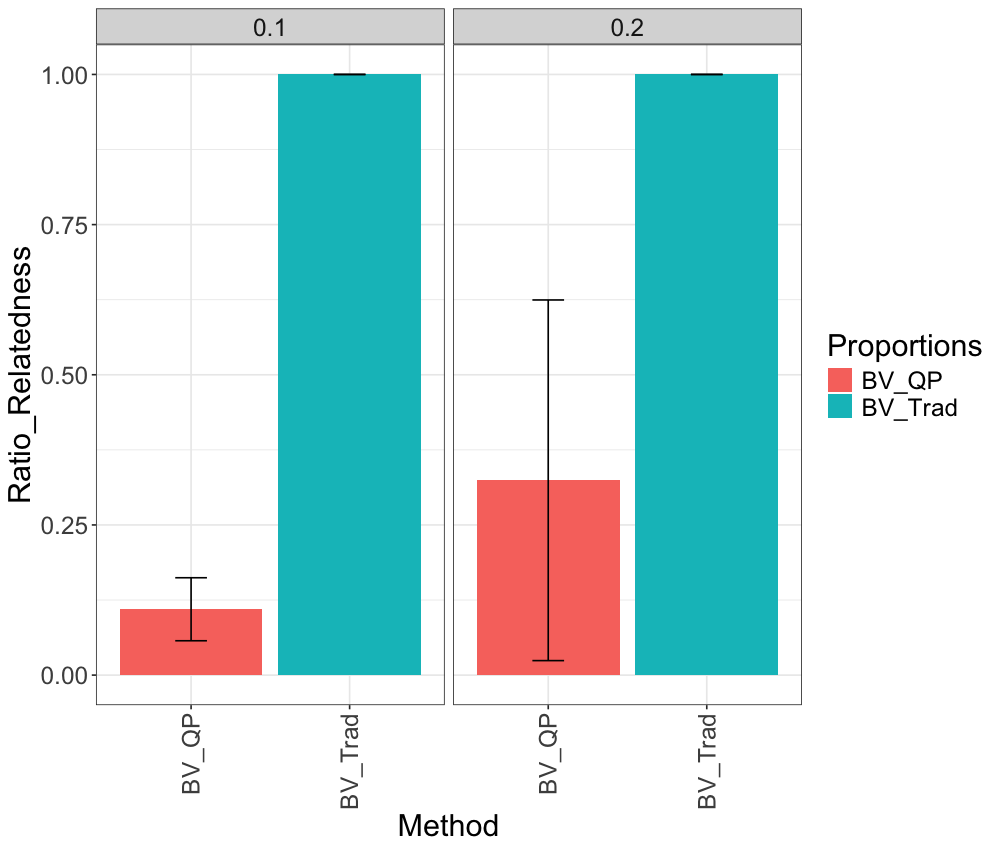 0.1
0.2
Ratio_Relatedness
1.00
0.75
0.50
0.25
0.00
BV_QP
BV_Trad
BV_QP
BV_Trad
Method
Proportions
BV_QP
BV_Trad